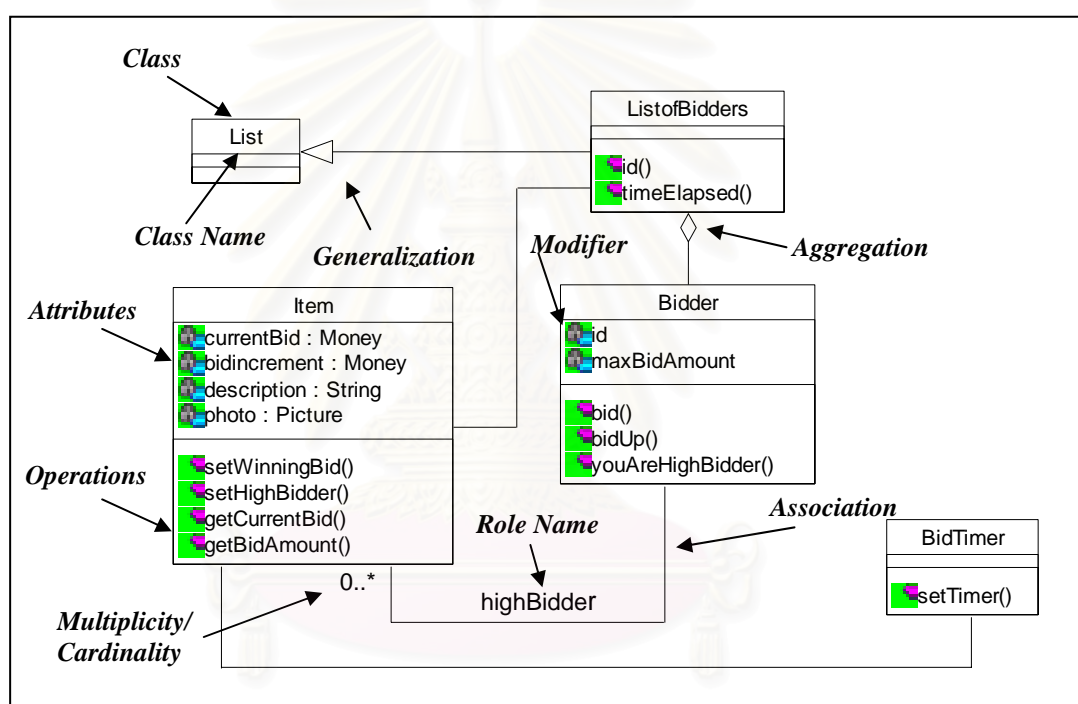 Class
List
Class Name
Generalization
ListofBidders
id()
timeElapsed()
Aggregation
Modifier
Attributes
Item
currentBid : Money
bidincrement : Money
description : String
photo : Picture
Operations
setWinningBid()
setHighBidder()
getCurrentBid()
getBidAmount()
Bidder
id
maxBidAmount
bid()
bidUp()
youAreHighBidder()
Role Name
Association
BidTimer
setTimer()
0..*
highBidder
Multiplicity/
Cardinality